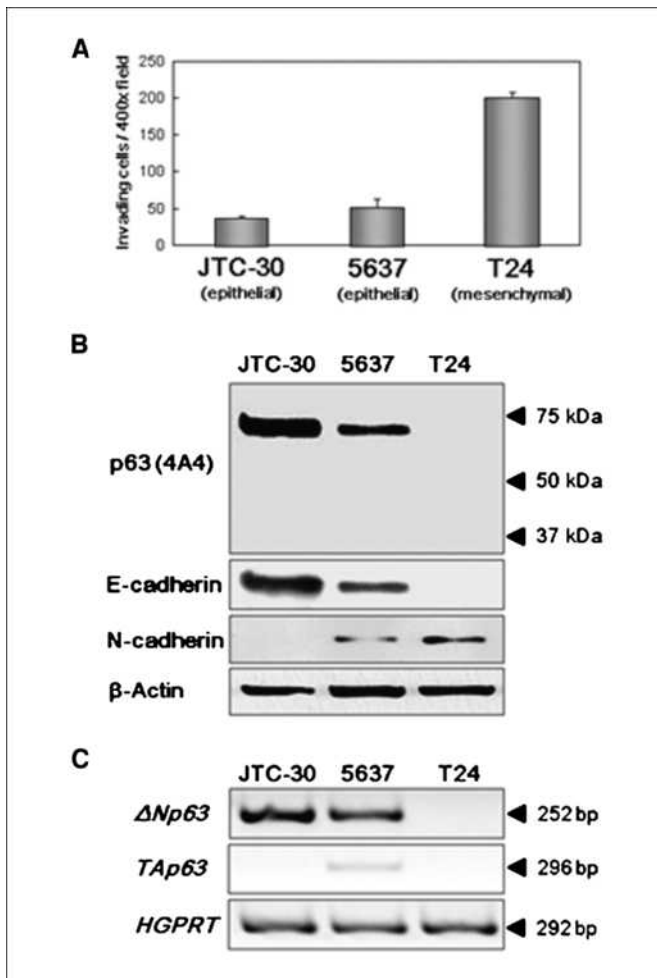 A
Invading cells / 400x field
250
200
150
100
50
0
JTC-30 5637 T24
(epithelial) (epithelial) (mesenchymal)
B
JTC-30 5637 T24
p63 (4A4)
75 kDa
50 kDa
37 kDa
E-cadherin
N-cadherin
β-Actin
C
JTC-30 5637 T24
ΔNp63 252 bp
TAp63 296 bp
HGPRT 292 bp